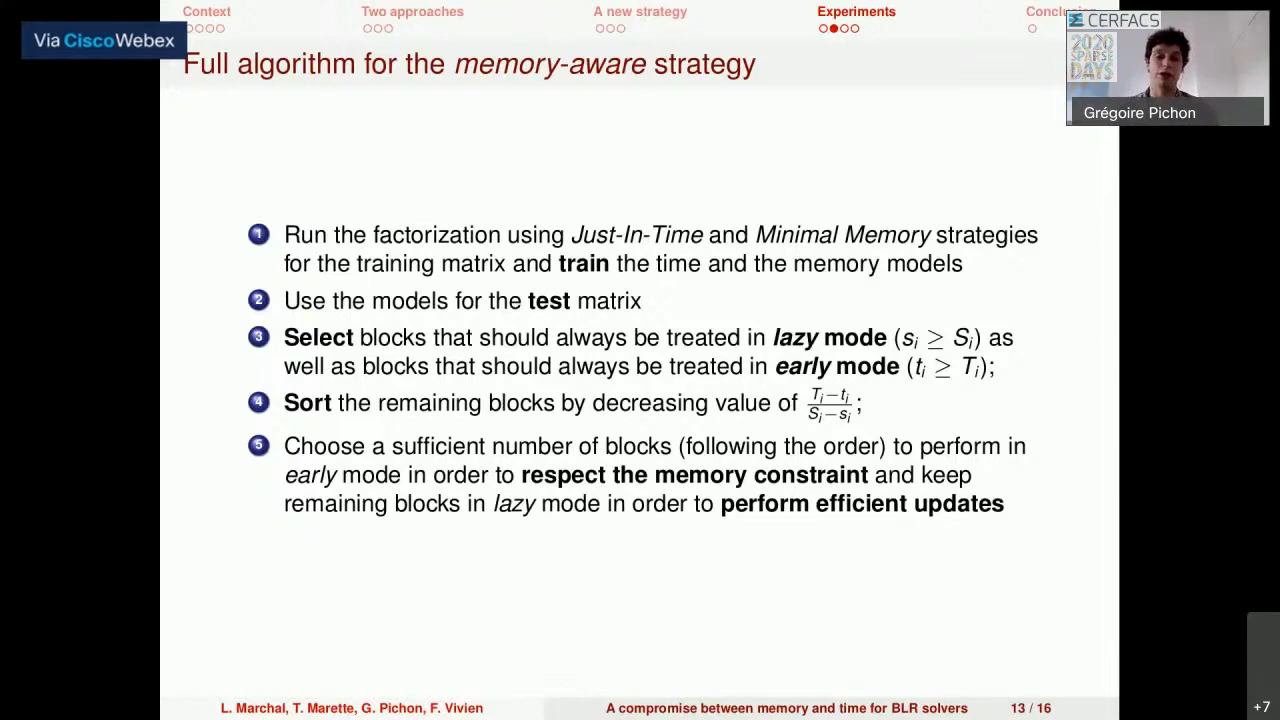 Context
Two approaches
A new strategy
Experiments
Conclusion
Via CiscoWebex
CERFACS
2020
SPARSE
DAYS
Grégoire Pichon
Full algorithm for the memory-aware strategy
1 Run the factorization using Just-In-Time and Minimal Memory strategies
for the training matrix and train the time and the memory models
2 Use the models for the test matrix
3 Select blocks that should always be treated in lazy mode (sᵢ ≥ Sᵢ) as
well as blocks that should always be treated in early mode (tᵢ ≥ Tᵢ);
4 Sort the remaining blocks by decreasing value of (Tᵢ−tᵢ)/(Sᵢ−sᵢ);
5 Choose a sufficient number of blocks (following the order) to perform in
early mode in order to respect the memory constraint and keep
remaining blocks in lazy mode in order to perform efficient updates
L. Marchal, T. Marette, G. Pichon, F. Vivien
A compromise between memory and time for BLR solvers
13 / 16
+7